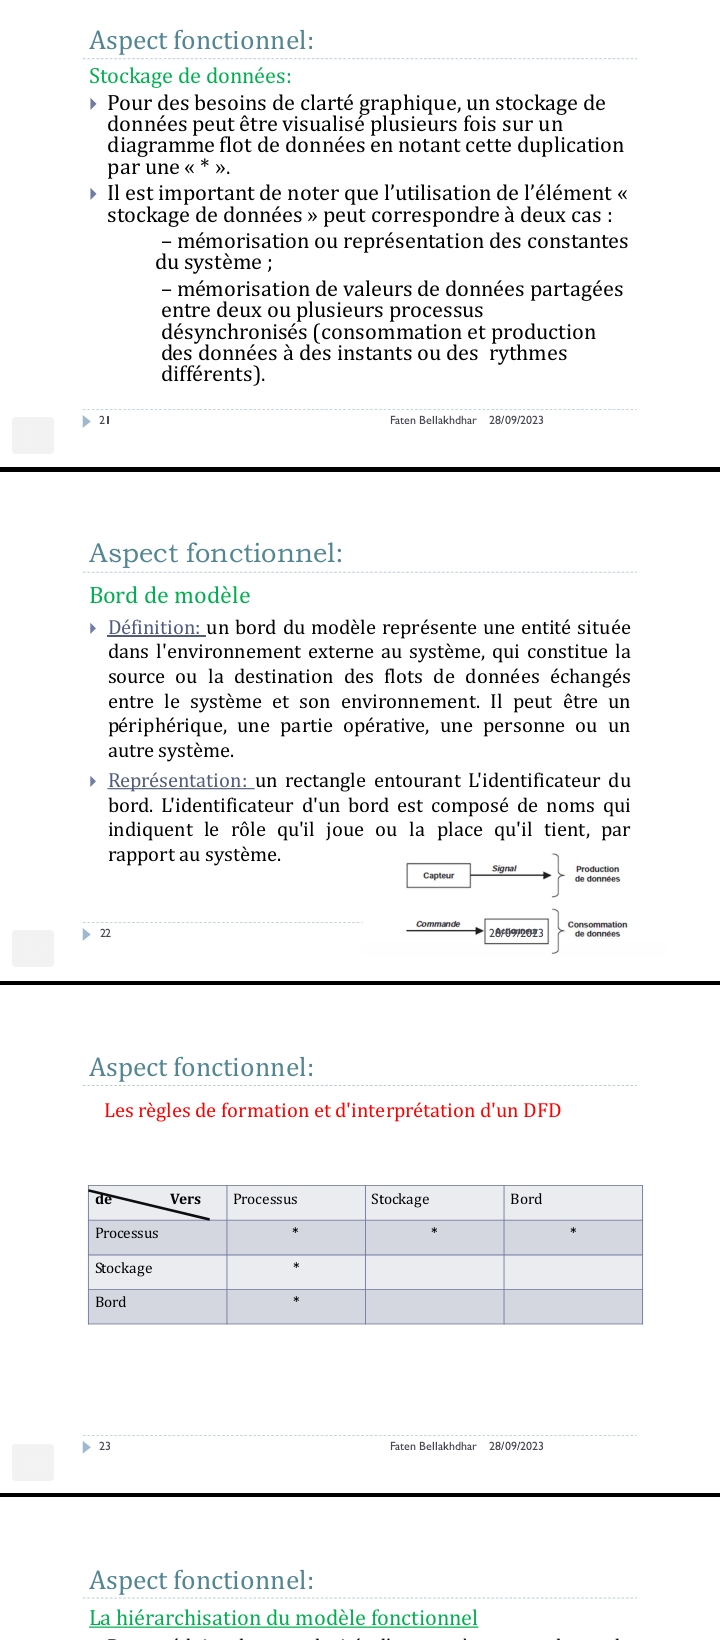 Aspect fonctionnel:
Stockage de données:
Pour des besoins de clarté graphique, un stockage de
données peut être visualisé plusieurs fois sur un
diagramme flot de données en notant cette duplication
par une « * ».
Il est important de noter que l’utilisation de l’élément «
stockage de données » peut correspondre à deux cas :
– mémorisation ou représentation des constantes
du système ;
– mémorisation de valeurs de données partagées
entre deux ou plusieurs processus
désynchronisés (consommation et production
des données à des instants ou des rythmes
différents).
21 Faten Bellakhdhar 28/09/2023
Aspect fonctionnel:
Bord de modèle
Définition: un bord du modèle représente une entité située
dans l'environnement externe au système, qui constitue la
source ou la destination des flots de données échangés
entre le système et son environnement. Il peut être un
périphérique, une partie opérative, une personne ou un
autre système.
Représentation: un rectangle entourant L'identificateur du
bord. L'identificateur d'un bord est composé de noms qui
indiquent le rôle qu'il joue ou la place qu'il tient, par
rapport au système.
Capteur Signal Production
de données
Commande Consommation
de données
22 28/09/2023
Aspect fonctionnel:
Les règles de formation et d'interprétation d'un DFD
de Vers Processus Stockage Bord
Processus * * *
Stockage *
Bord *
23 Faten Bellakhdhar 28/09/2023
Aspect fonctionnel:
La hiérarchisation du modèle fonctionnel